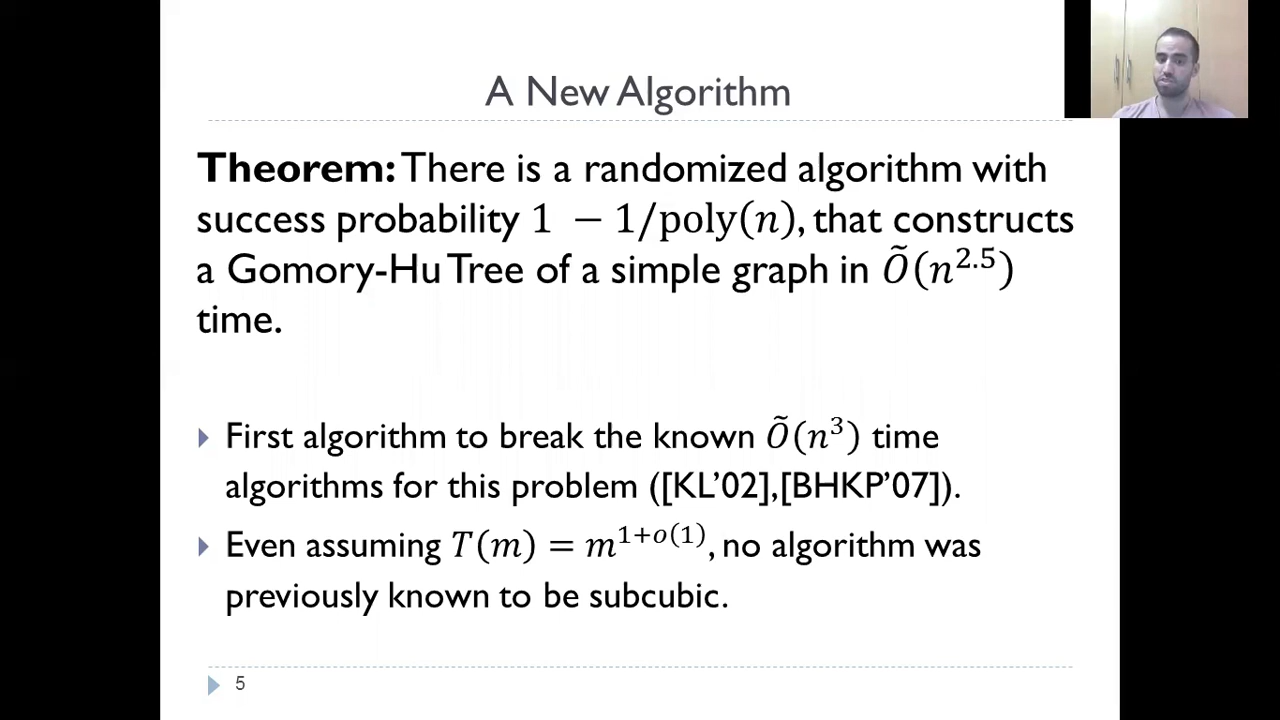 A New Algorithm
Theorem: There is a randomized algorithm with
success probability 1 − 1/poly(n), that constructs
a Gomory-Hu Tree of a simple graph in Õ(n^{2.5})
time.
First algorithm to break the known Õ(n^3) time
algorithms for this problem ([KL'02],[BHKP'07]).
Even assuming T(m) = m^{1+o(1)}, no algorithm was
previously known to be subcubic.
5